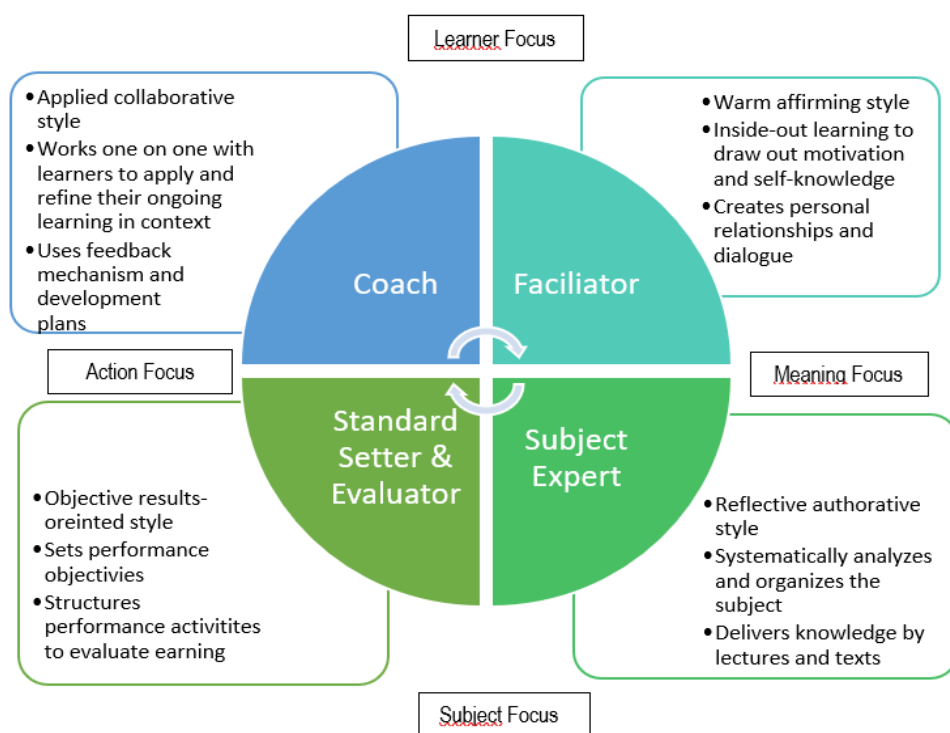 Learner Focus
•Applied collaborative
style
•Works one on one with
learners to apply and
refine their ongoing
learning in context
•Uses feedback
mechanism and
development
plans
•Warm affirming style
•Inside-out learning to
draw out motivation
and self-knowledge
•Creates personal
relationships and
dialogue
Coach
Faciliator
Action Focus
Meaning Focus
Standard
Setter &
Evaluator
Subject
Expert
•Objective results-
oreinted style
•Sets performance
objectivies
•Structures
performance activitites
to evaluate earning
•Reflective authorative
style
•Systematically analyzes
and organizes the
subject
•Delivers knowledge by
lectures and texts
Subject Focus